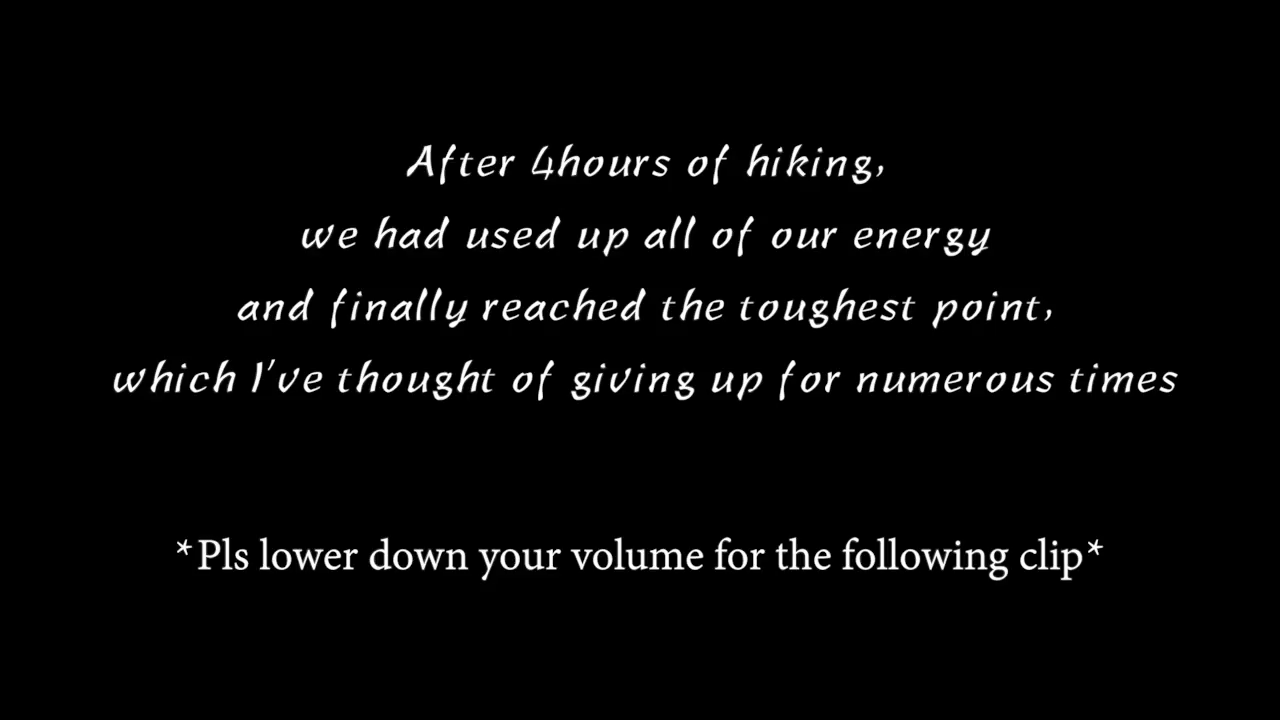 After 4hours of hiking,
we had used up all of our energy
and finally reached the toughest point,
which I've thought of giving up for numerous times
*Pls lower down your volume for the following clip*